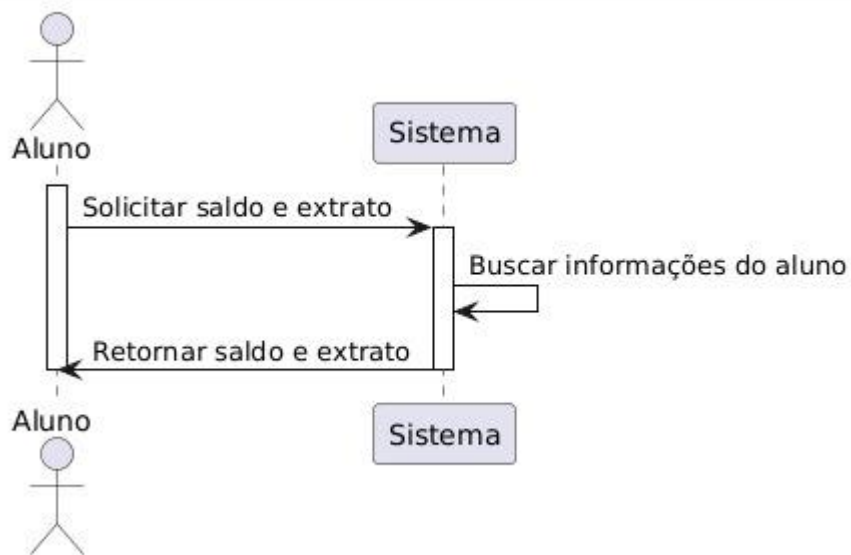 Aluno
Sistema
Solicitar saldo e extrato
Buscar informações do aluno
Retornar saldo e extrato
Aluno
Sistema